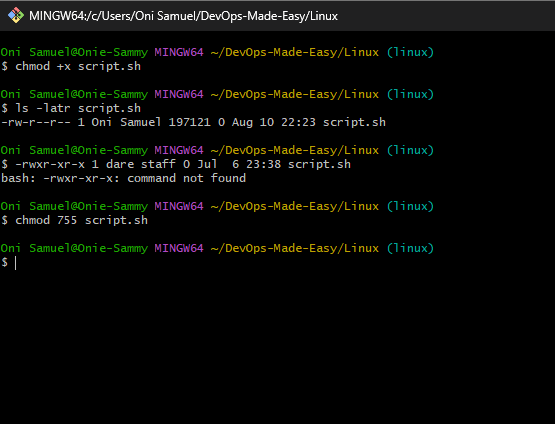 MINGW64:/c/Users/Oni Samuel/DevOps-Made-Easy/Linux
Oni Samuel@Onie-Sammy MINGW64 ~/DevOps-Made-Easy/Linux (linux)
$ chmod +x script.sh
Oni Samuel@Onie-Sammy MINGW64 ~/DevOps-Made-Easy/Linux (linux)
$ ls -latr script.sh
-rw-r--r-- 1 Oni Samuel 197121 0 Aug 10 22:23 script.sh
Oni Samuel@Onie-Sammy MINGW64 ~/DevOps-Made-Easy/Linux (linux)
$ -rwxr-xr-x 1 dare staff 0 Jul  6 23:38 script.sh
bash: -rwxr-xr-x: command not found
Oni Samuel@Onie-Sammy MINGW64 ~/DevOps-Made-Easy/Linux (linux)
$ chmod 755 script.sh
Oni Samuel@Onie-Sammy MINGW64 ~/DevOps-Made-Easy/Linux (linux)
$